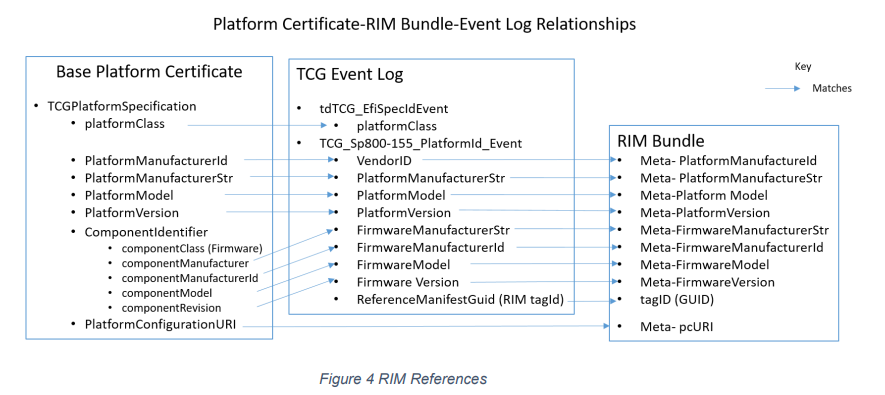 Platform Certificate-RIM Bundle-Event Log Relationships
Base Platform Certificate
TCGPlatformSpecification
platformClass
PlatformManufacturerId
PlatformManufacturerStr
PlatformModel
PlatformVersion
ComponentIdentifier
componentClass (Firmware)
componentManufacturer
componentManufacturerId
componentModel
componentRevision
PlatformConfigurationURI
TCG Event Log
tdTCG_EfiSpecIdEvent
platformClass
TCG_Sp800-155_PlatformId_Event
VendorID
PlatformManufacturerStr
PlatformModel
PlatformVersion
FirmwareManufacturerStr
FirmwareManufacturerId
FirmwareModel
Firmware Version
ReferenceManifestGuid (RIM tagId)
Key
Matches
RIM Bundle
Meta- PlatformManufactureId
Meta- PlatformManufactureStr
Meta-Platform Model
Meta-PlatformVersion
Meta-FirmwareManufacturerStr
Meta-FirmwareManufacturerId
Meta-FirmwareModel
Meta-FirmwareVersion
tagID (GUID)
Meta- pcURI
Figure 4 RIM References